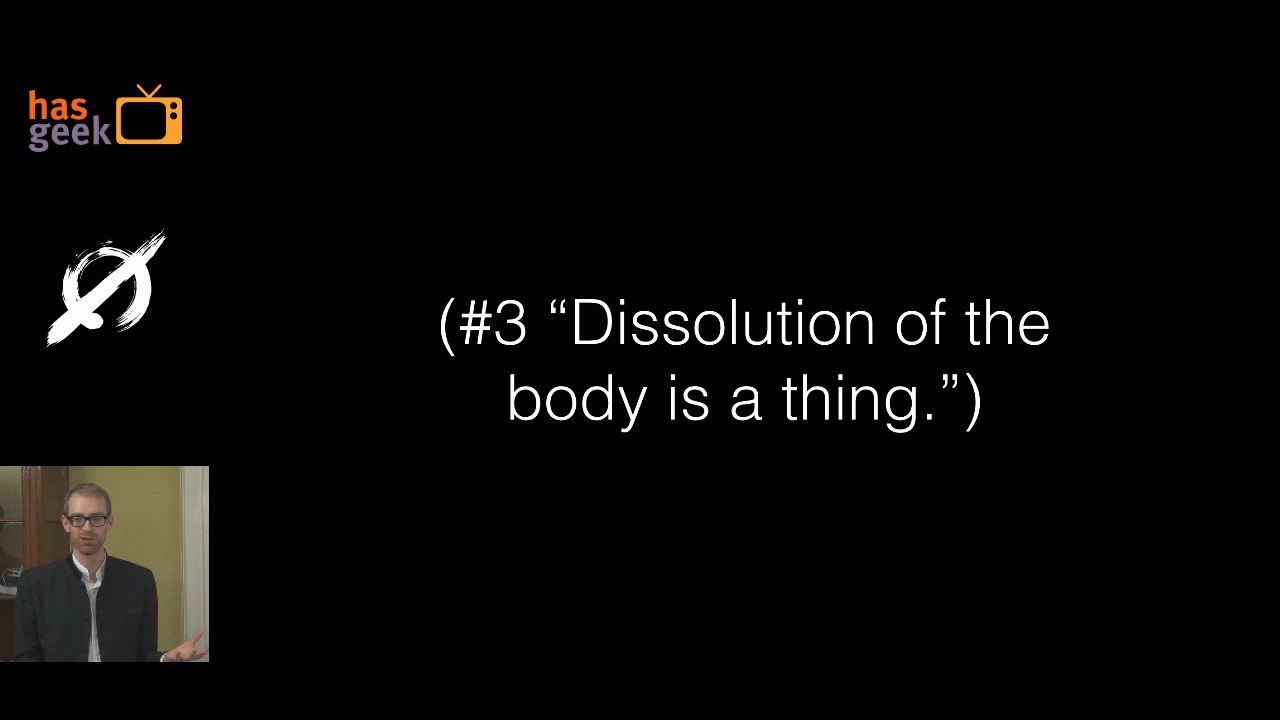 has
geek
(#3 “Dissolution of the
body is a thing.”)